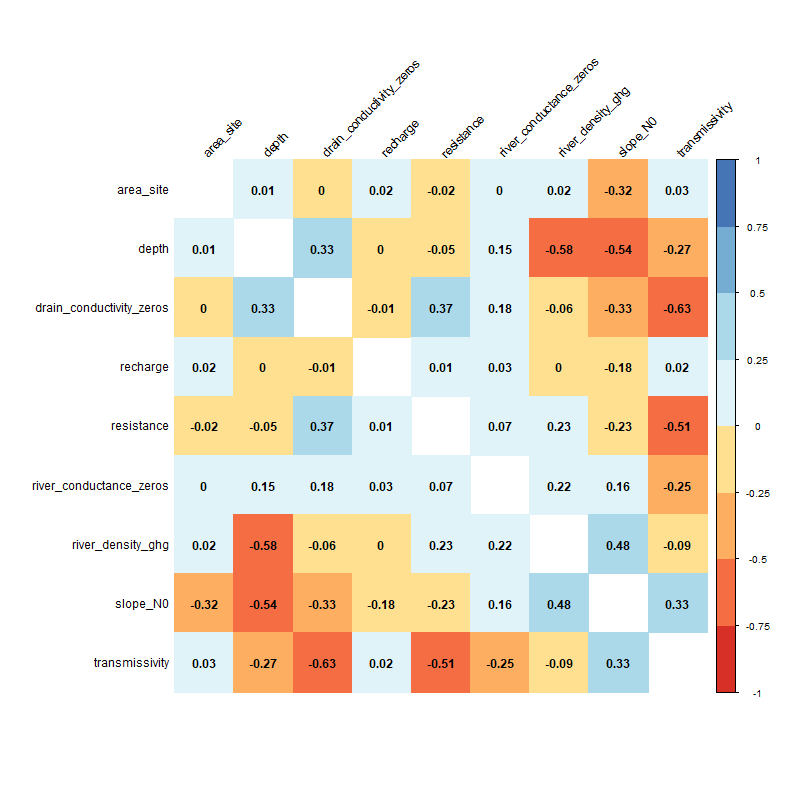 area_site depth drain_conductivity_zeros recharge resistance river_conductance_zeros river_density_ghg slope_N0 transmissivity
area_site 0.01 0 0.02 -0.02 0 0.02 -0.32 0.03
depth 0.01 0.33 0 -0.05 0.15 -0.58 -0.54 -0.27
drain_conductivity_zeros 0 0.33 -0.01 0.37 0.18 -0.06 -0.33 -0.63
recharge 0.02 0 -0.01 0.01 0.03 0 -0.18 0.02
resistance -0.02 -0.05 0.37 0.01 0.07 0.23 -0.23 -0.51
river_conductance_zeros 0 0.15 0.18 0.03 0.07 0.22 0.16 -0.25
river_density_ghg 0.02 -0.58 -0.06 0 0.23 0.22 0.48 -0.09
slope_N0 -0.32 -0.54 -0.33 -0.18 -0.23 0.16 0.48 0.33
transmissivity 0.03 -0.27 -0.63 0.02 -0.51 -0.25 -0.09 0.33
1
0.75
0.5
0.25
0
-0.25
-0.5
-0.75
-1